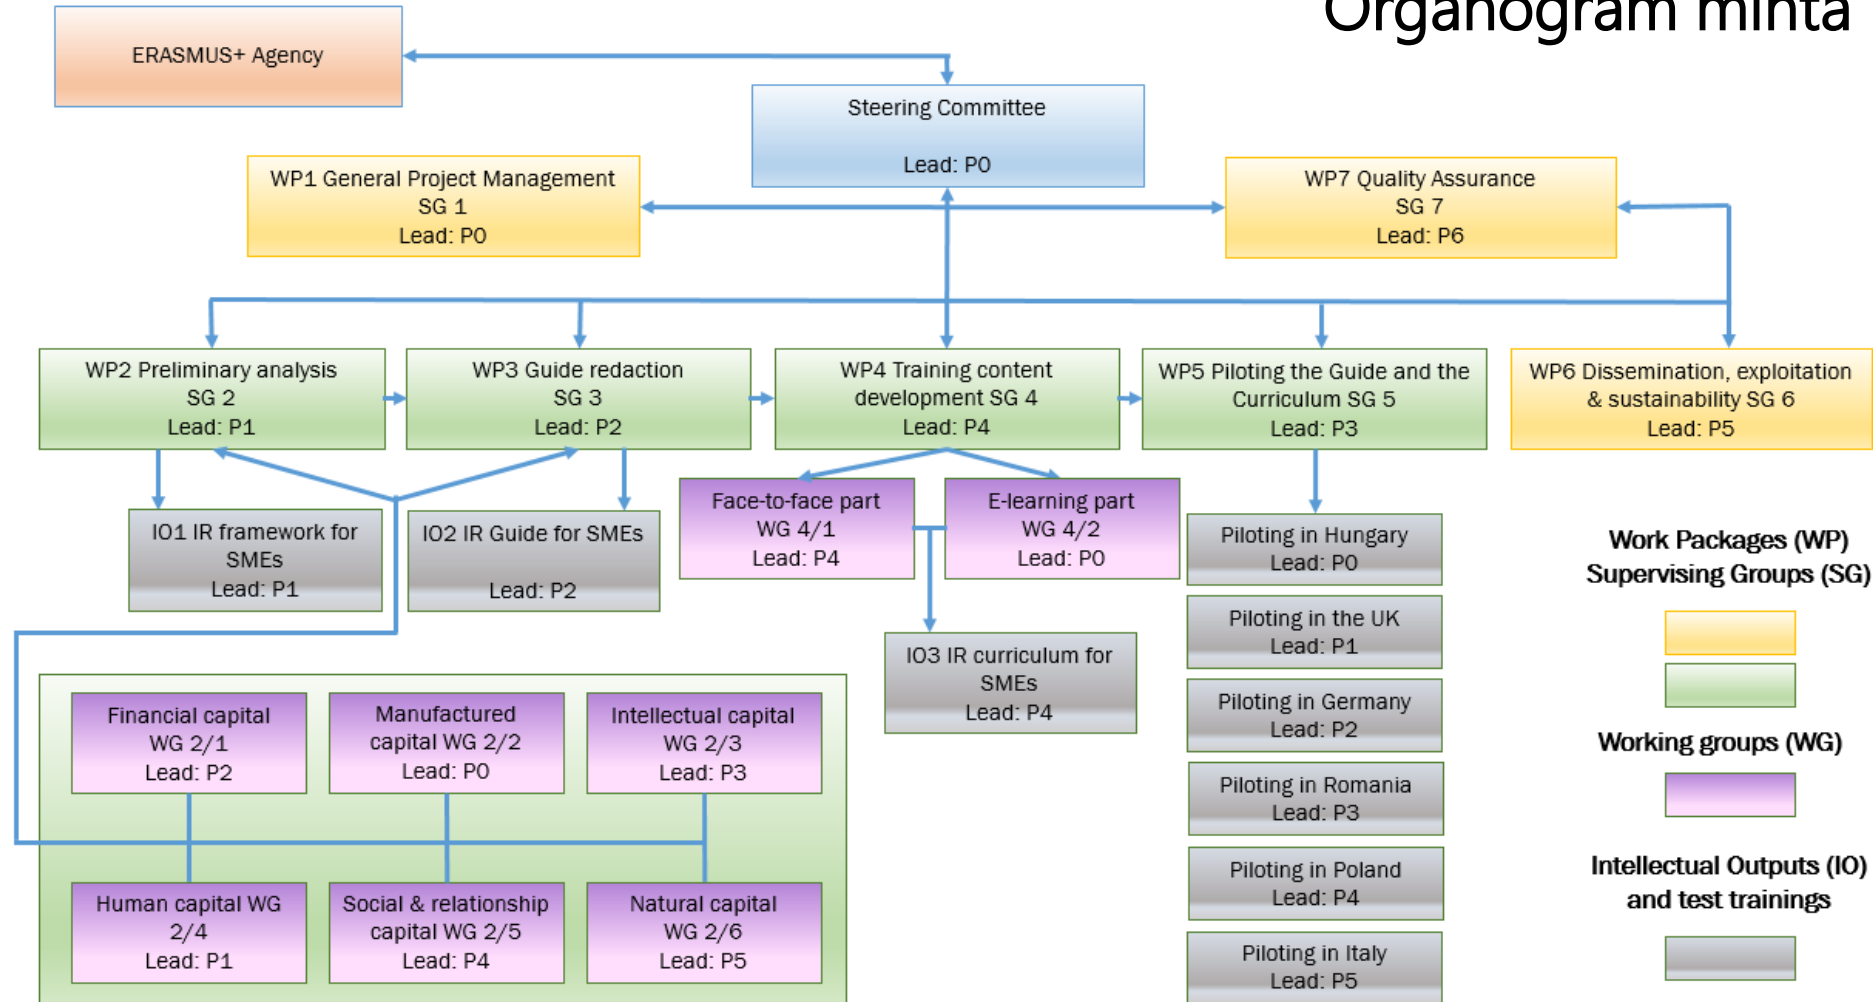 Organogram minta
ERASMUS+ Agency
Steering Committee
Lead: P0
WP1 General Project Management
SG 1
Lead: P0
WP7 Quality Assurance
SG 7
Lead: P6
WP2 Preliminary analysis
SG 2
Lead: P1
WP3 Guide redaction
SG 3
Lead: P2
WP4 Training content
development SG 4
Lead: P4
WP5 Piloting the Guide and the
Curriculum SG 5
Lead: P3
WP6 Dissemination, exploitation
& sustainability SG 6
Lead: P5
IO1 IR framework for
SMEs
Lead: P1
IO2 IR Guide for SMEs
Lead: P2
Face-to-face part
WG 4/1
Lead: P4
E-learning part
WG 4/2
Lead: P0
IO3 IR curriculum for
SMEs
Lead: P4
Piloting in Hungary
Lead: P0
Piloting in the UK
Lead: P1
Piloting in Germany
Lead: P2
Piloting in Romania
Lead: P3
Piloting in Poland
Lead: P4
Piloting in Italy
Lead: P5
Financial capital
WG 2/1
Lead: P2
Manufactured
capital WG 2/2
Lead: P0
Intellectual capital
WG 2/3
Lead: P3
Human capital WG
2/4
Lead: P1
Social & relationship
capital WG 2/5
Lead: P4
Natural capital
WG 2/6
Lead: P5
Work Packages (WP)
Supervising Groups (SG)
Working groups (WG)
Intellectual Outputs (IO)
and test trainings